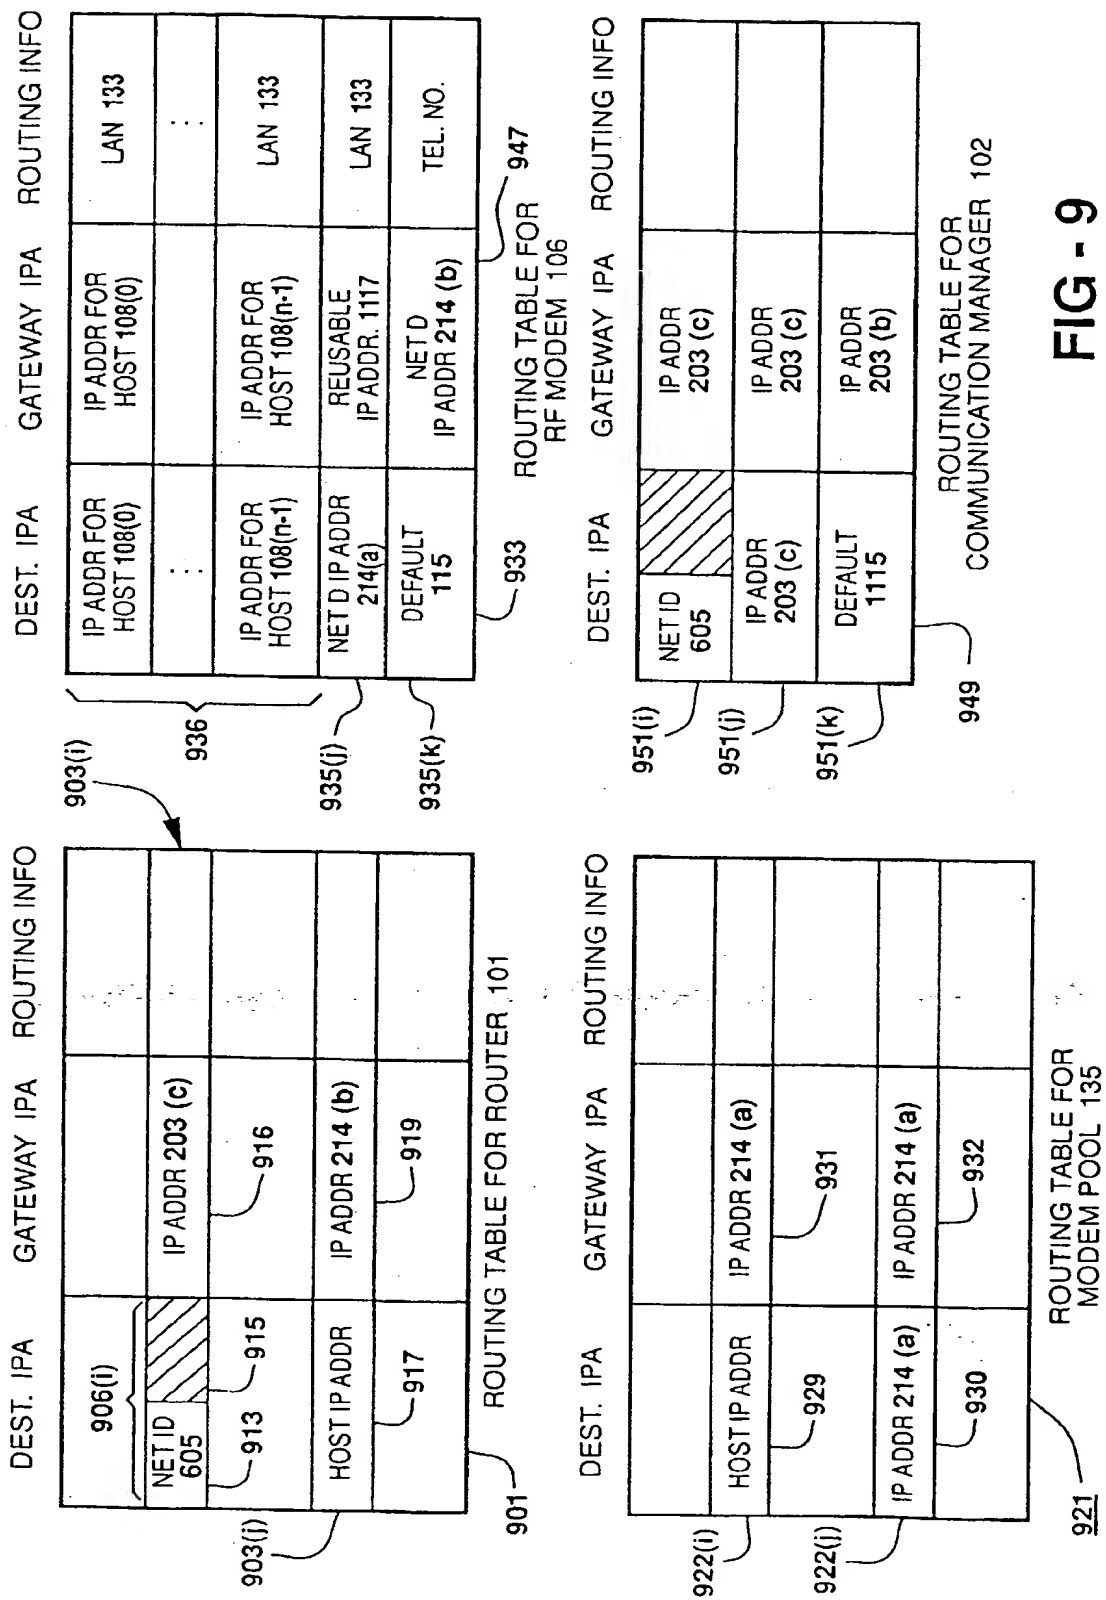 DEST. IPA GATEWAY IPA ROUTING INFO
906(i)
903(i)
NET ID
605
IP ADDR 203 (c)
913
915
916
903(j)
HOST IP ADDR
IP ADDR 214 (b)
917
919
901
ROUTING TABLE FOR ROUTER 101
DEST. IPA GATEWAY IPA ROUTING INFO
IP ADDR FOR
HOST 108(0)
IP ADDR FOR
HOST 108(0)
LAN 133
936
...
...
IP ADDR FOR
HOST 108(n-1)
IP ADDR FOR
HOST 108(n-1)
LAN 133
935(j)
NET D IP ADDR
214(a)
REUSABLE
IP ADDR. 1117
LAN 133
935(k)
DEFAULT
115
NET D
IP ADDR 214 (b)
TEL. NO.
933
947
ROUTING TABLE FOR
RF MODEM 106
DEST. IPA GATEWAY IPA ROUTING INFO
922(i)
HOST IP ADDR
IP ADDR 214 (a)
929
931
922(j)
IP ADDR 214 (a)
IP ADDR 214 (a)
930
932
921
ROUTING TABLE FOR
MODEM POOL 135
DEST. IPA GATEWAY IPA ROUTING INFO
951(i)
NET ID
605
IP ADDR
203 (c)
951(j)
IP ADDR
203 (c)
IP ADDR
203 (c)
951(k)
DEFAULT
1115
IP ADDR
203 (b)
949
ROUTING TABLE FOR
COMMUNICATION MANAGER 102
FIG - 9